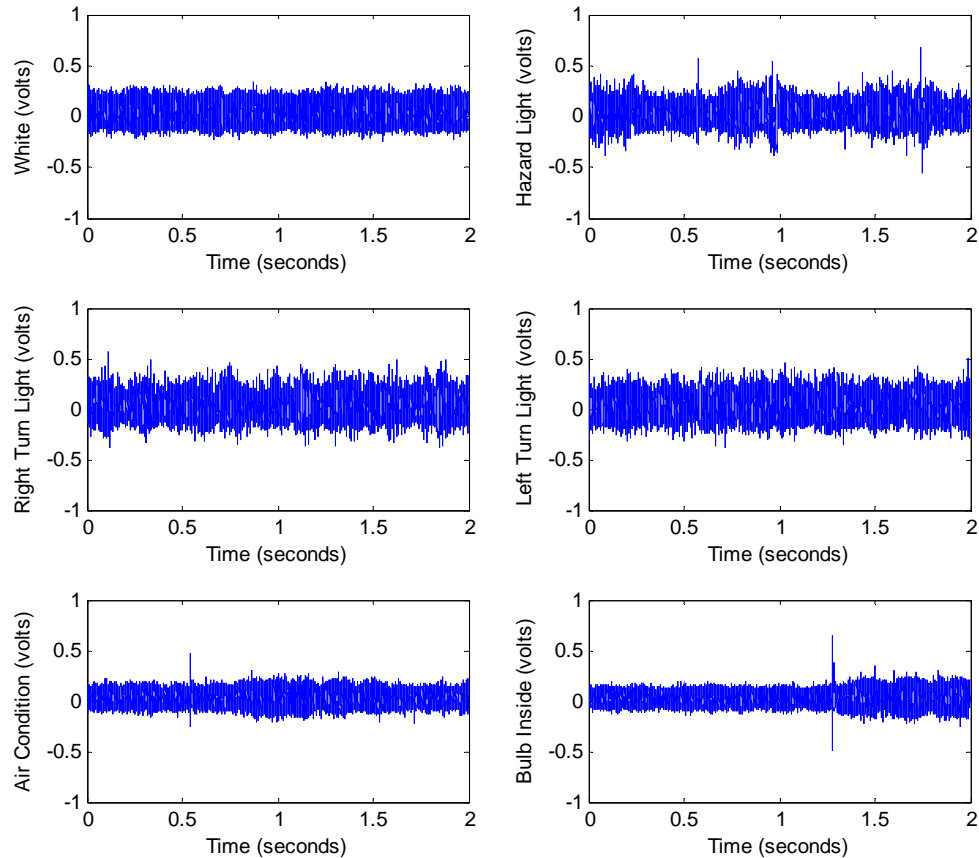 1
0.5
0
-0.5
-1
White (volts)
0 0.5 1 1.5 2
Time (seconds)
1
0.5
0
-0.5
-1
Hazard Light (volts)
0 0.5 1 1.5 2
Time (seconds)
1
0.5
0
-0.5
-1
Right Turn Light (volts)
0 0.5 1 1.5 2
Time (seconds)
1
0.5
0
-0.5
-1
Left Turn Light (volts)
0 0.5 1 1.5 2
Time (seconds)
1
0.5
0
-0.5
-1
Air Condition (volts)
0 0.5 1 1.5 2
Time (seconds)
1
0.5
0
-0.5
-1
Bulb Inside (volts)
0 0.5 1 1.5 2
Time (seconds)